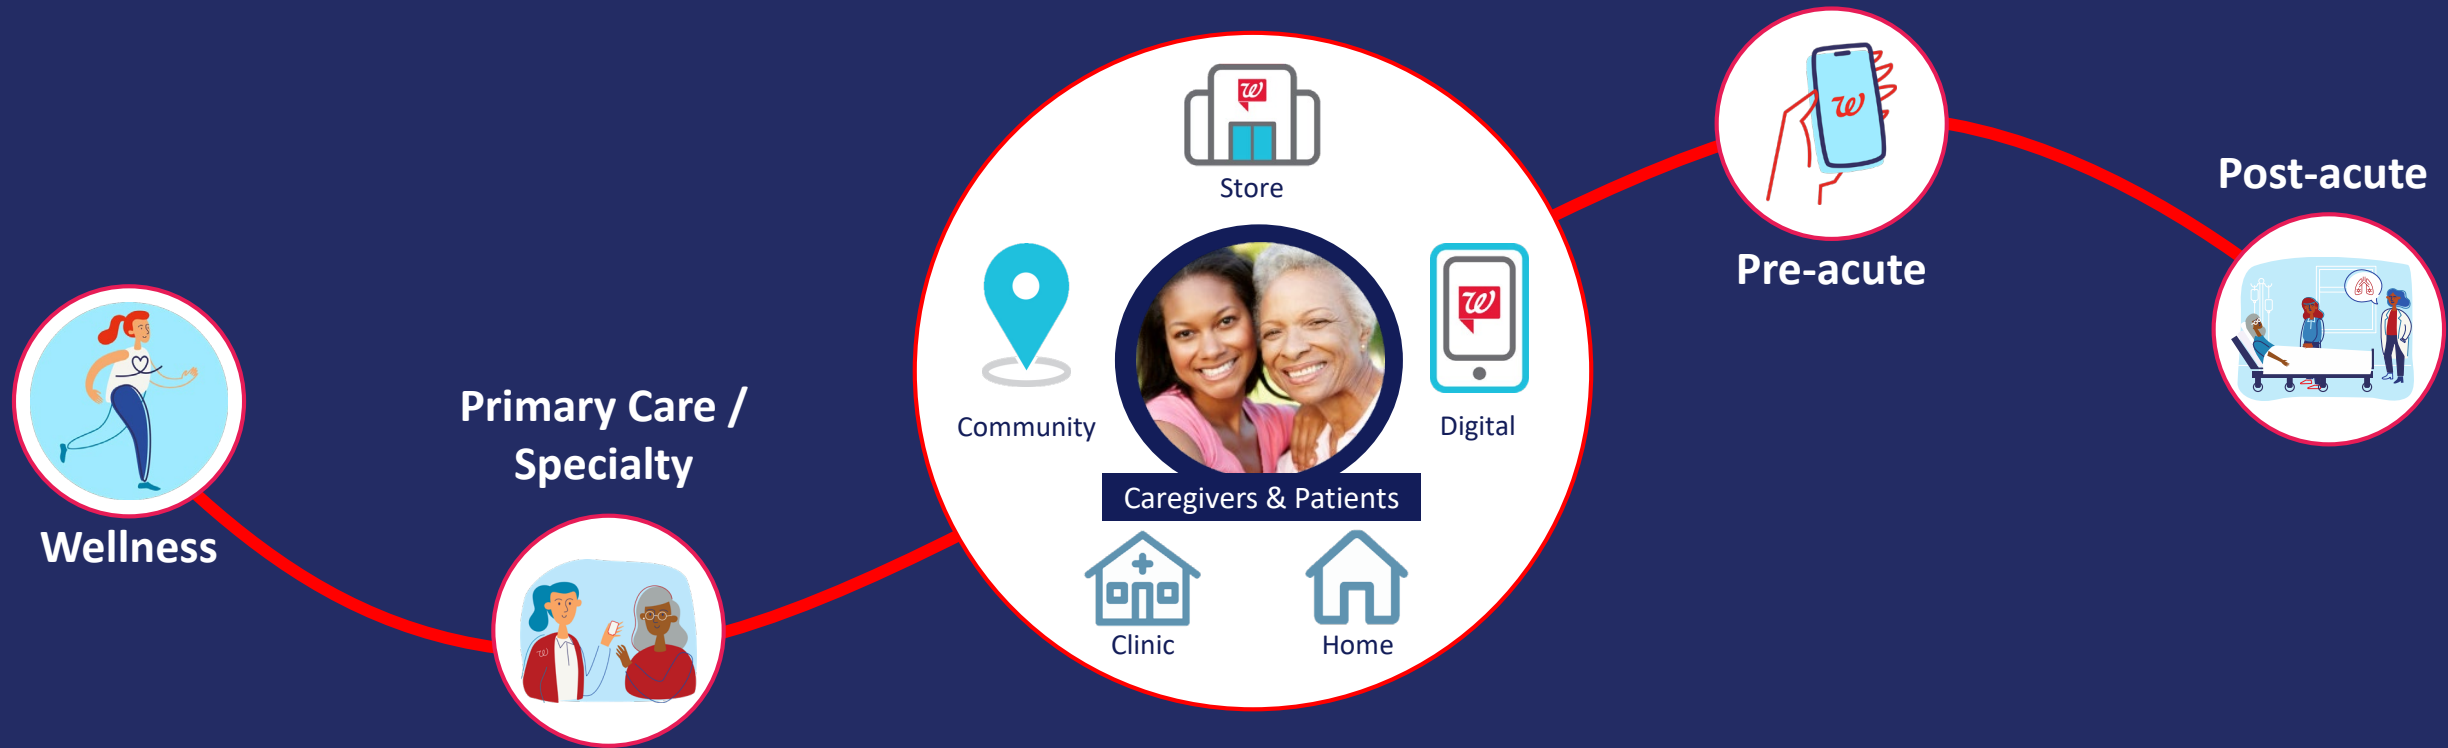 Wellness
Primary Care /
Specialty
Store
Community
Digital
Caregivers & Patients
Clinic
Home
Pre-acute
Post-acute